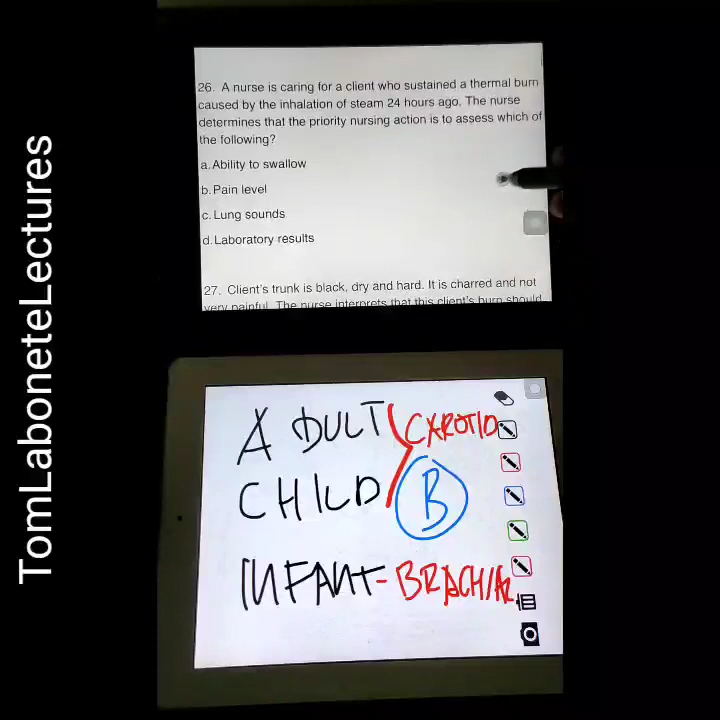 TomLaboneteLectures
26. A nurse is caring for a client who sustained a thermal burn
caused by the inhalation of steam 24 hours ago. The nurse
determines that the priority nursing action is to assess which of
the following?
a. Ability to swallow
b. Pain level
c. Lung sounds
d. Laboratory results
27. Client's trunk is black, dry and hard. It is charred and not
very painful. The nurse interprets that this client's burn should
ADULT CAROTID
CHILD B
INFANT-BRACHIAL